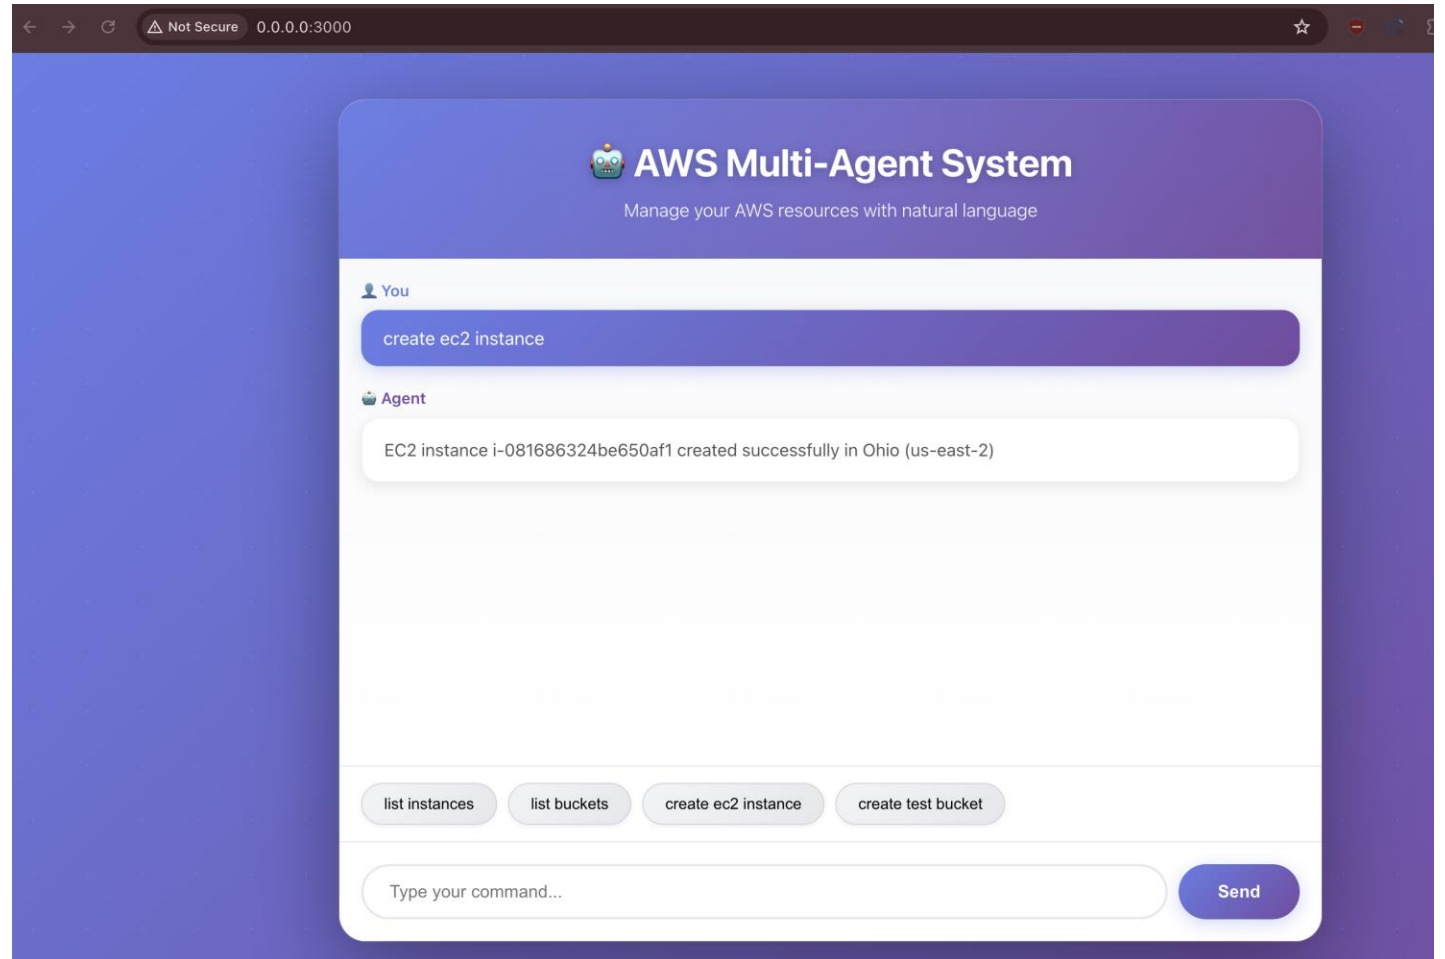 Not Secure 0.0.0.0:3000
AWS Multi-Agent System
Manage your AWS resources with natural language
You
create ec2 instance
Agent
EC2 instance i-081686324be650af1 created successfully in Ohio (us-east-2)
list instances list buckets create ec2 instance create test bucket
Type your command... Send